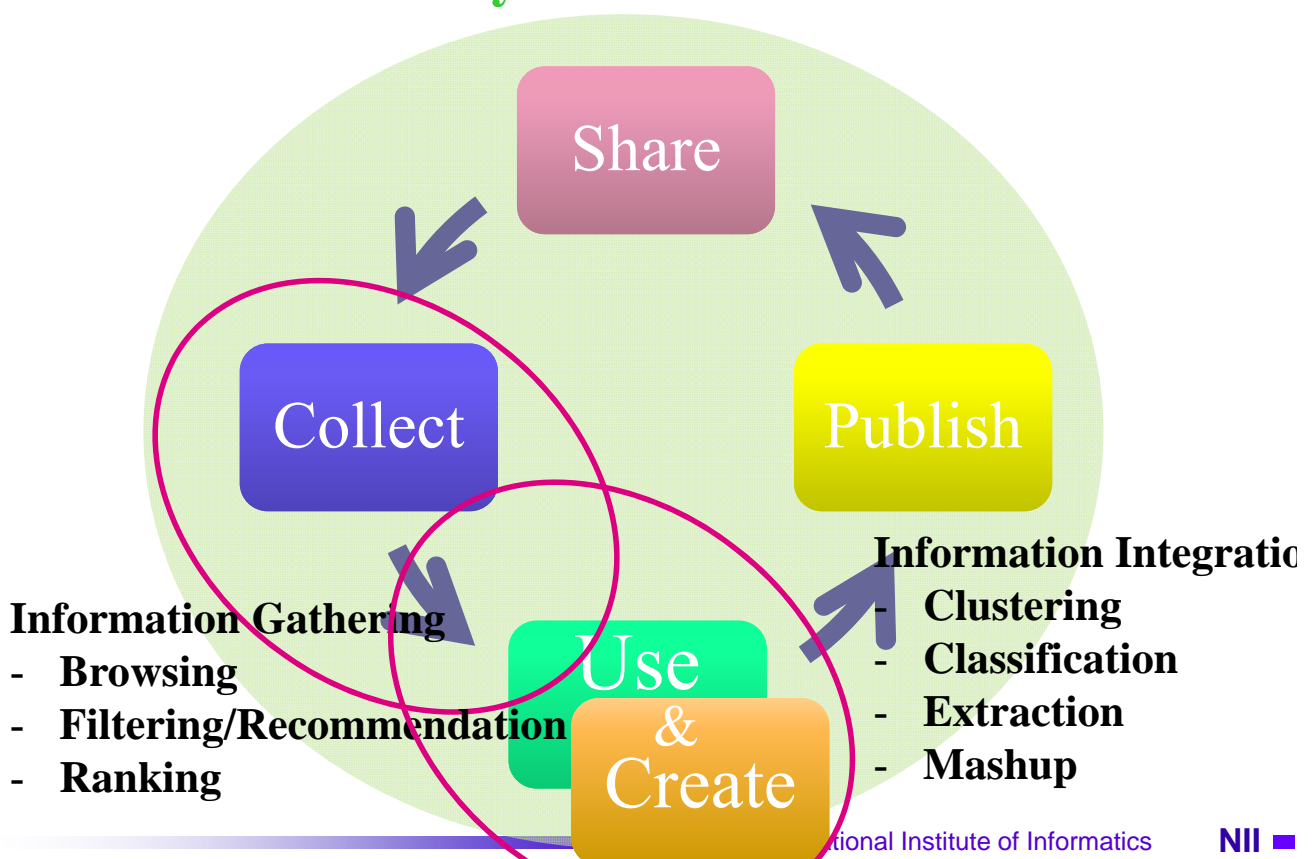 Share
Collect
Publish
Information Integratio
- Clustering
- Classification
- Extraction
- Mashup
Information Gathering
- Browsing
- Filtering/Recommendation
- Ranking
Use
&
Create
tional Institute of Informatics
NII